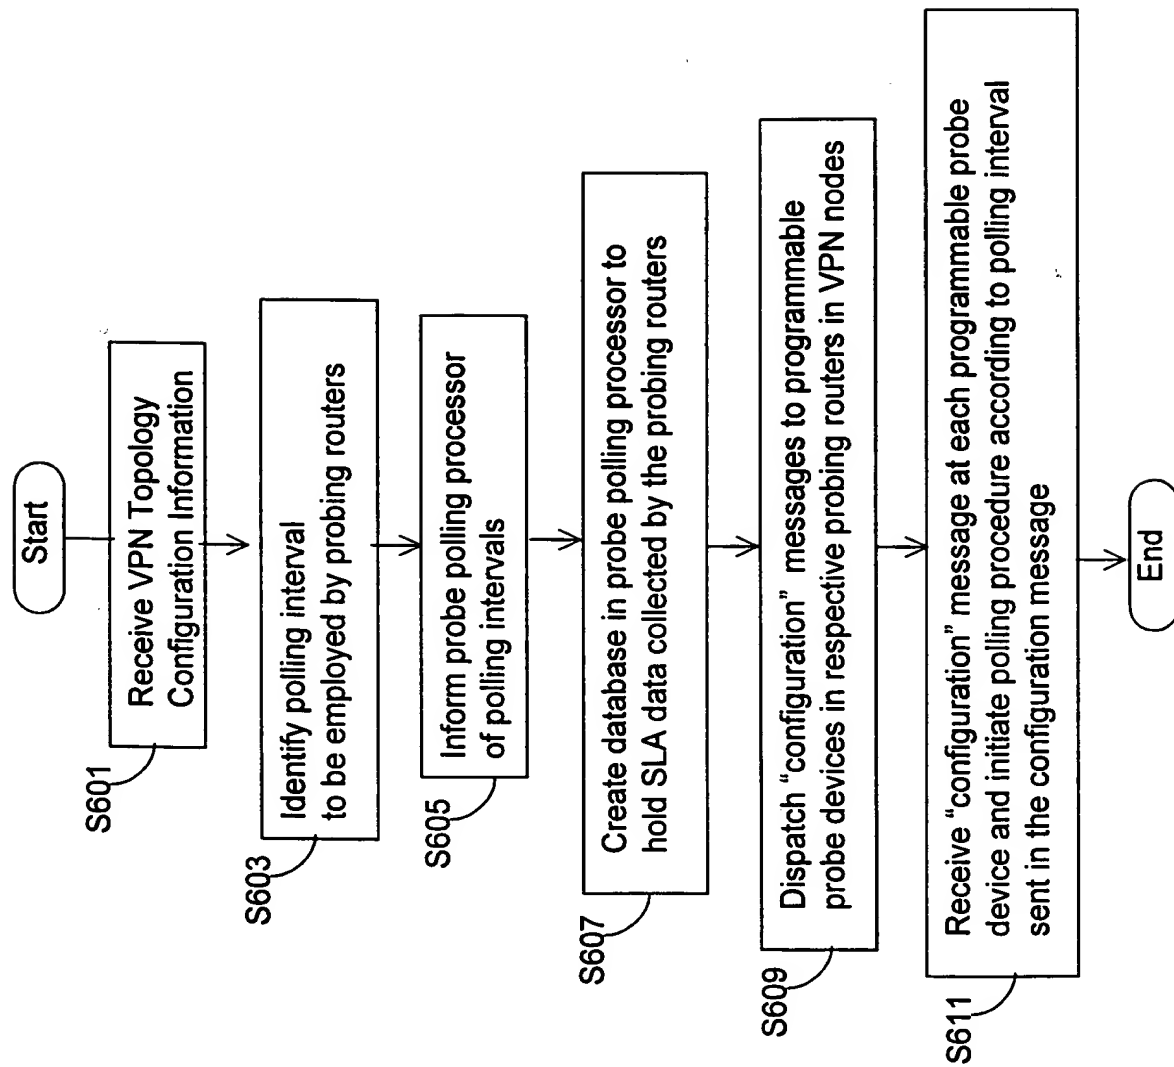 Start
S601
Receive VPN Topology
Configuration Information
S603
Identify polling interval
to be employed by probing routers
S605
Inform probe polling processor
of polling intervals
S607
Create database in probe polling processor to
hold SLA data collected by the probing routers
S609
Dispatch “configuration” messages to programmable
probe devices in respective probing routers in VPN nodes
S611
Receive “configuration” message at each programmable probe
device and initiate polling procedure according to polling interval
sent in the configuration message
End